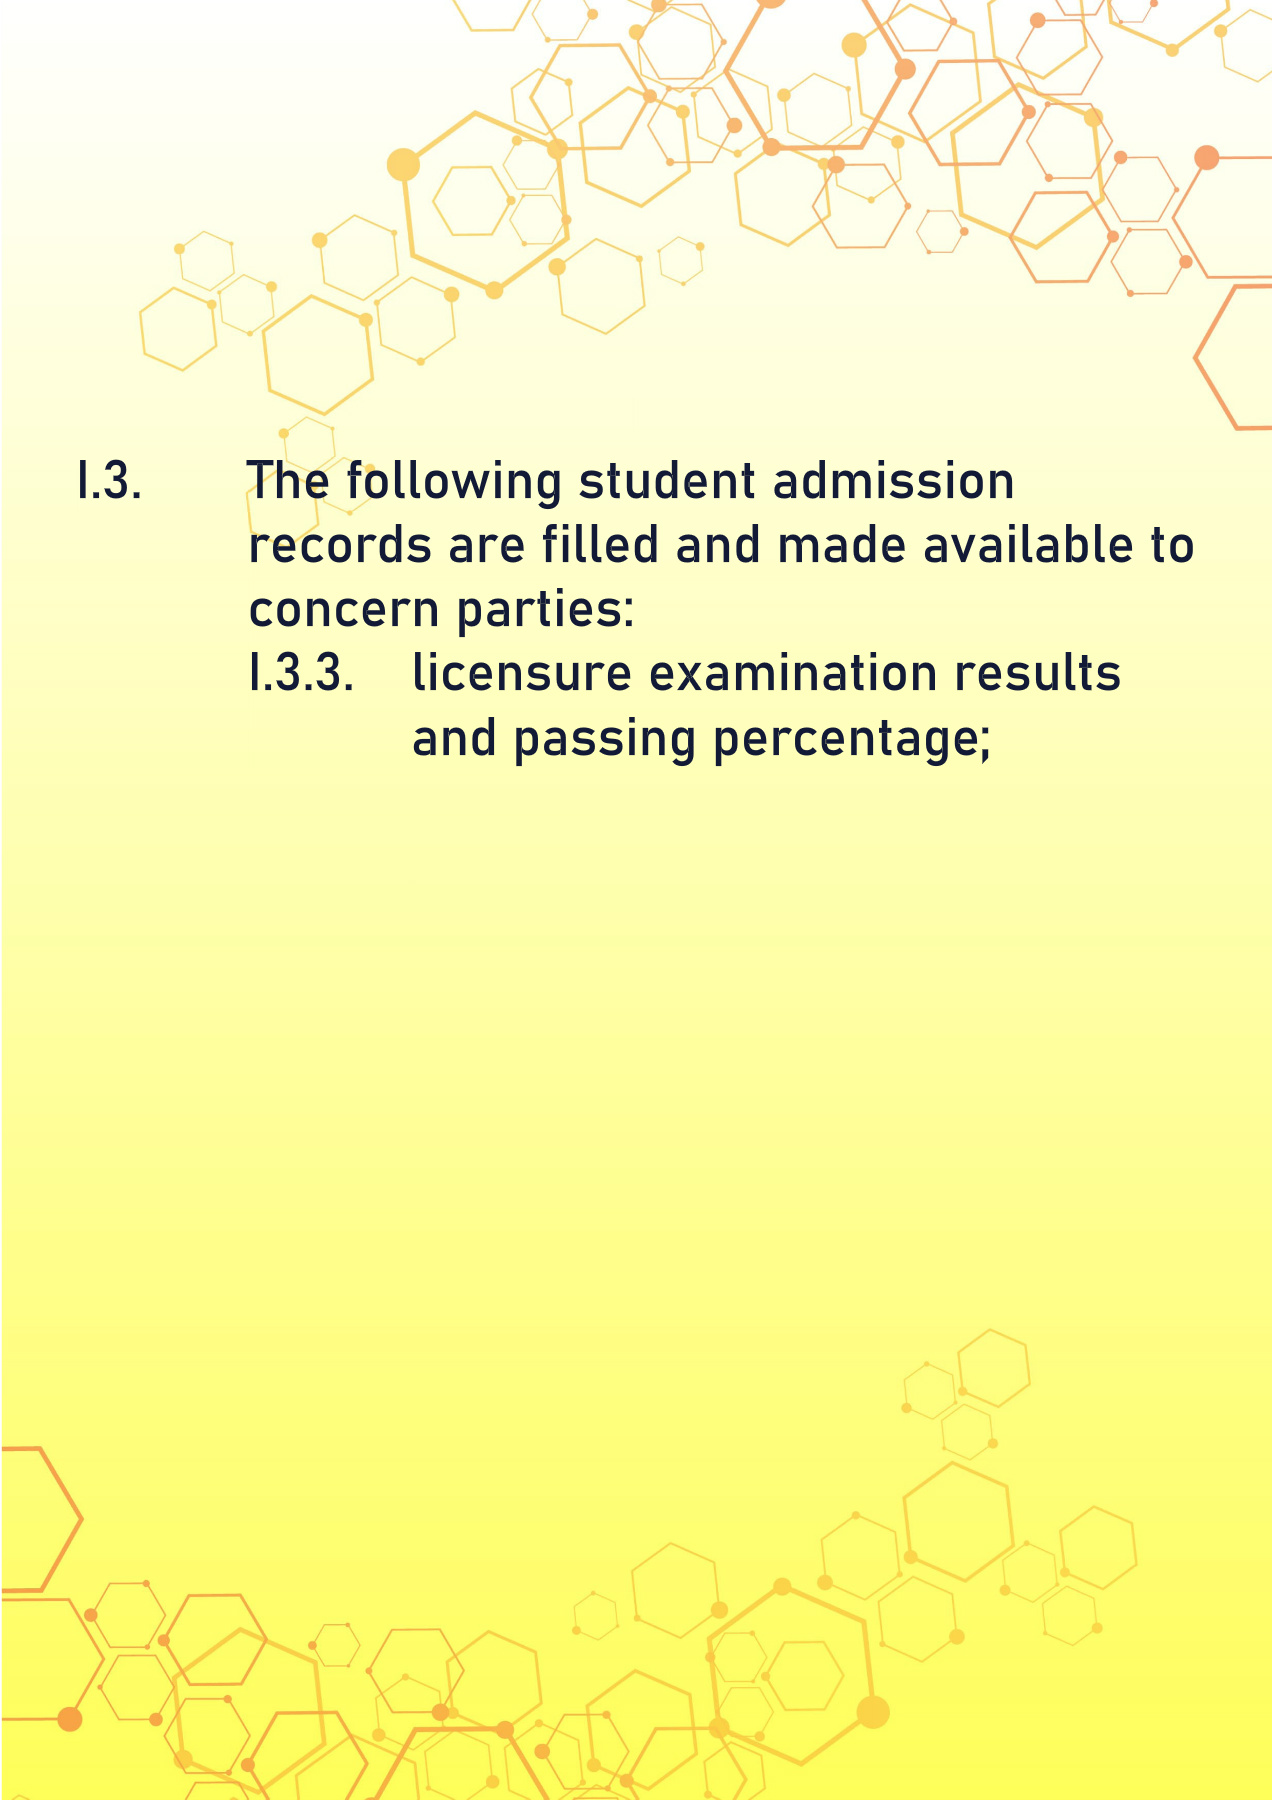 I.3. The following student admission
records are filled and made available to
concern parties:
I.3.3. licensure examination results
and passing percentage;